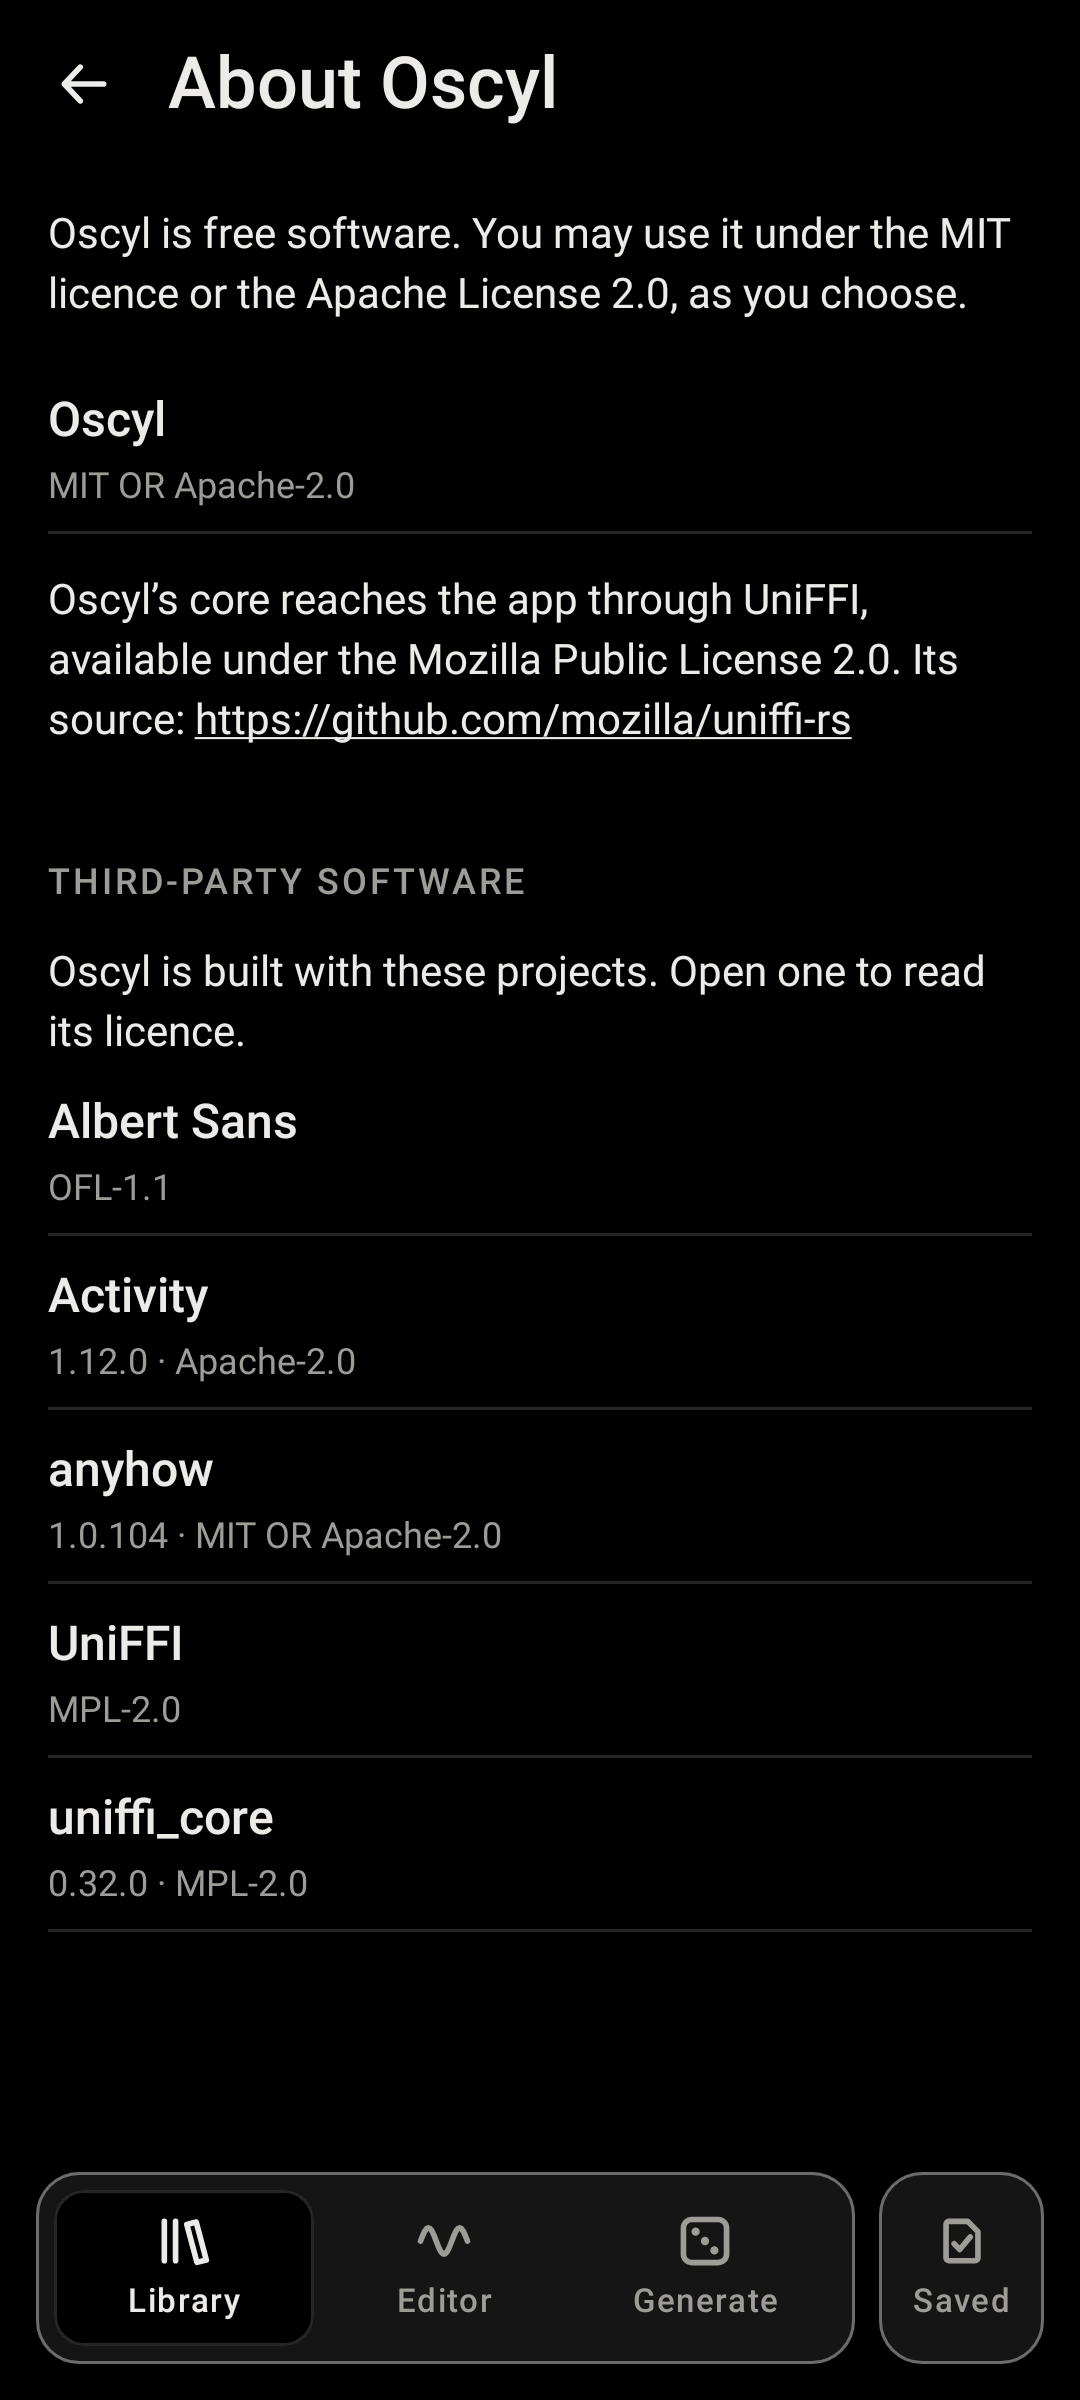 About Oscyl
Oscyl is free software. You may use it under the MIT
licence or the Apache License 2.0, as you choose.
Oscyl
MIT OR Apache-2.0
Oscyl’s core reaches the app through UniFFI,
available under the Mozilla Public License 2.0. Its
source: https://github.com/mozilla/uniffi-rs
THIRD-PARTY SOFTWARE
Oscyl is built with these projects. Open one to read
its licence.
Albert Sans
OFL-1.1
Activity
1.12.0 · Apache-2.0
anyhow
1.0.104 · MIT OR Apache-2.0
UniFFI
MPL-2.0
uniffi_core
0.32.0 · MPL-2.0
Library
Editor
Generate
Saved